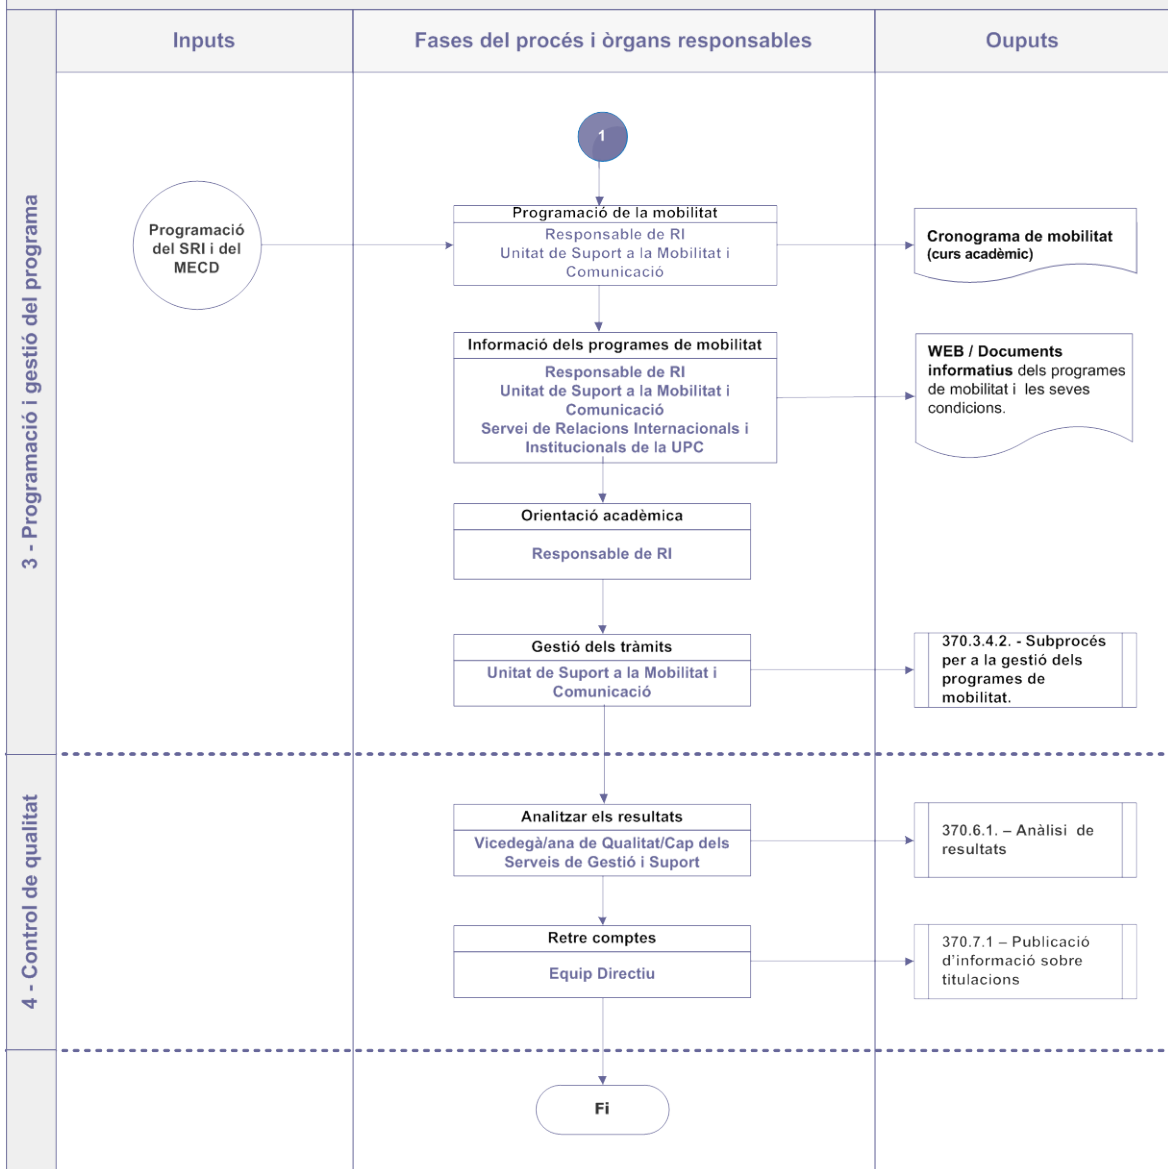 Inputs
Fases del procés i òrgans responsables
Ouputs
3 - Programació i gestió del programa
1
Programació
del SRI i del
MECD
Programació de la mobilitat
Responsable de RI
Unitat de Suport a la Mobilitat i
Comunicació
Cronograma de mobilitat
(curs acadèmic)
Informació dels programes de mobilitat
Responsable de RI
Unitat de Suport a la Mobilitat i
Comunicació
Servei de Relacions Internacionals i
Institucionals de la UPC
WEB / Documents
informatius dels programes
de mobilitat i les seves
condicions.
Orientació acadèmica
Responsable de RI
Gestió dels tràmits
Unitat de Suport a la Mobilitat i
Comunicació
370.3.4.2. - Subprocés
per a la gestió dels
programes de
mobilitat.
4 - Control de qualitat
Analitzar els resultats
Vicedegà/ana de Qualitat/Cap dels
Serveis de Gestió i Suport
370.6.1. – Anàlisi de
resultats
Retre comptes
Equip Directiu
370.7.1 – Publicació
d’informació sobre
titulacions
Fi